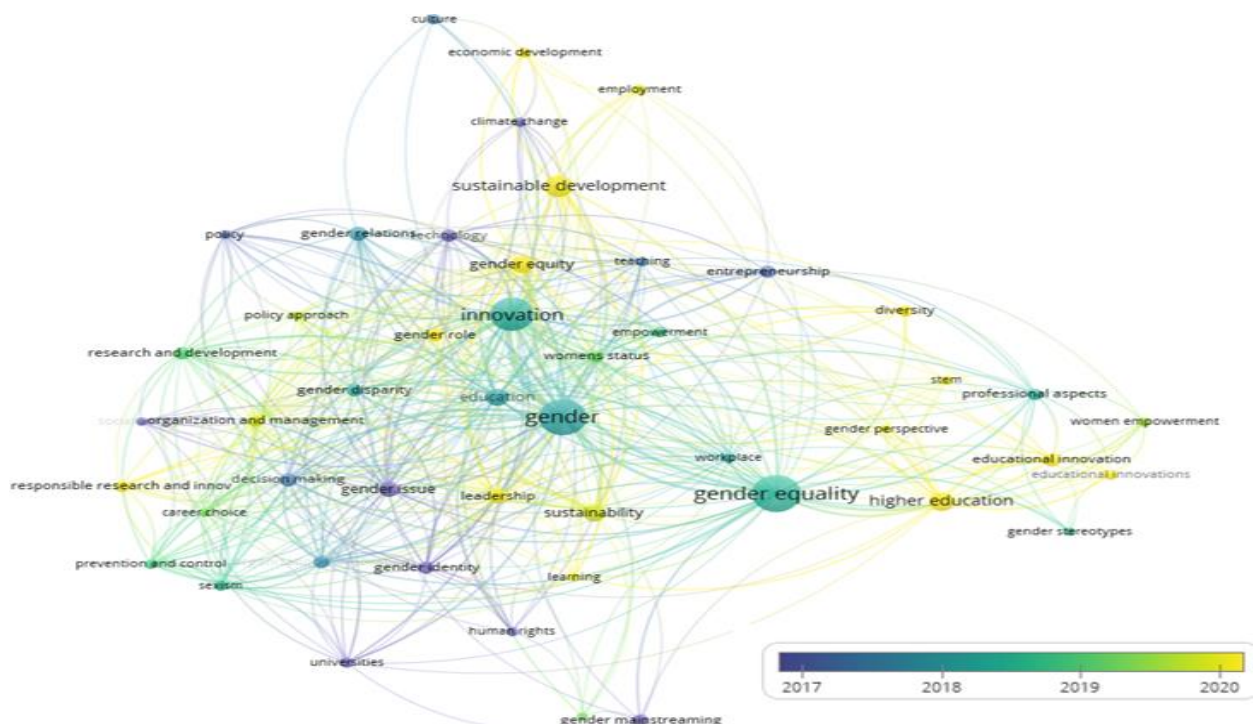 culture
economic development
employment
climate change
sustainable development
policy
gender relations
technology
gender equity
teaching
entrepreneurship
innovation
diversity
policy approach
gender role
empowerment
research and development
womens status
stem
gender disparity
education
professional aspects
gender
organization and management
women empowerment
gender perspective
workplace
educational innovation
educational innovations
decision making
responsible research and innov
gender issue
leadership
gender equality
higher education
career choice
sustainability
gender stereotypes
prevention and control
gender identity
learning
sexism
human rights
universities
gender mainstreaming
2017 2018 2019 2020